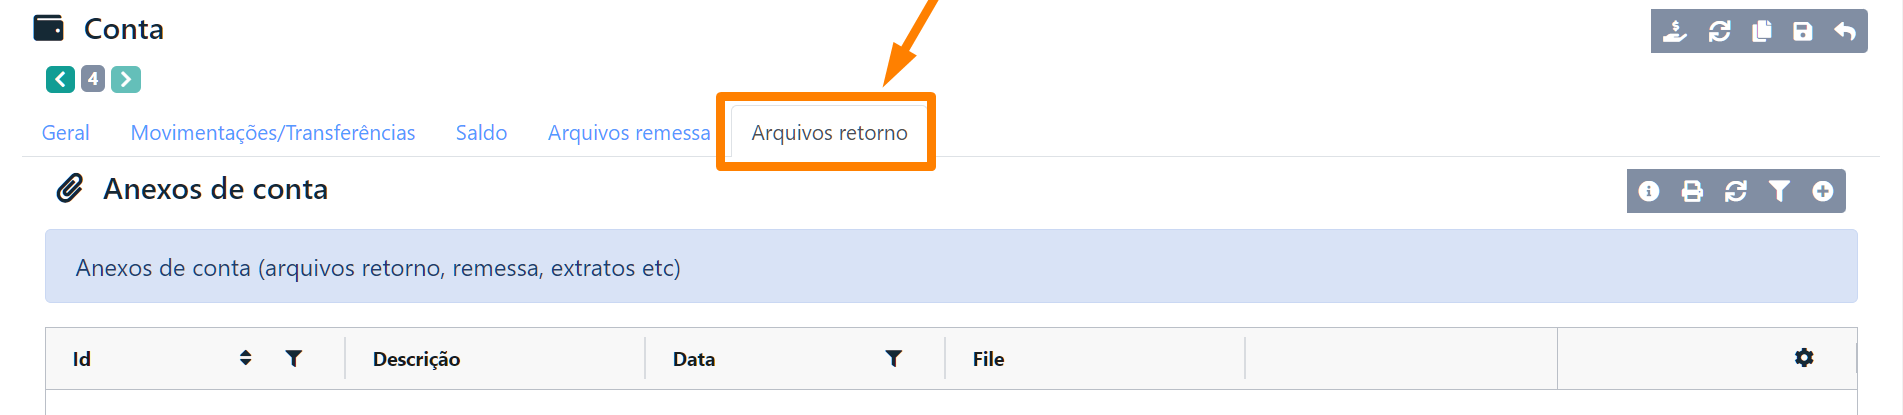 Conta
4
Geral Movimentações/Transferências Saldo Arquivos remessa Arquivos retorno
Anexos de conta
Anexos de conta (arquivos retorno, remessa, extratos etc)
Id Descrição Data File